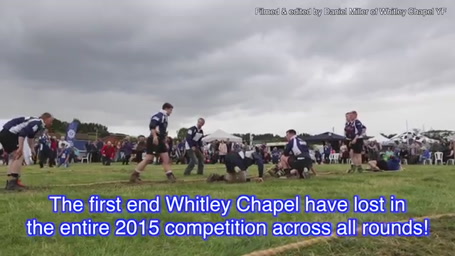 Filmed & edited by Daniel Miller of Whitley Chapel YF
The first end Whitley Chapel have lost in
the entire 2015 competition across all rounds!